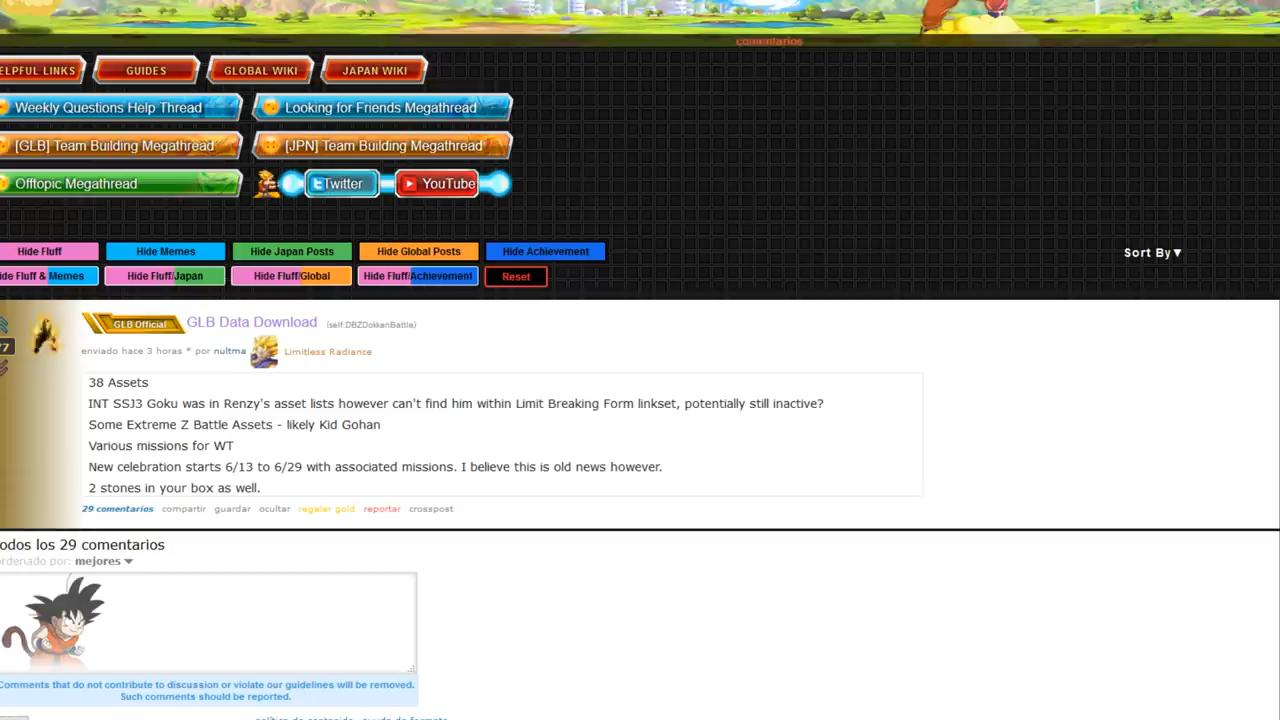 comentarios
ELPFUL LINKS GUIDES GLOBAL WIKI JAPAN WIKI
Weekly Questions Help Thread Looking for Friends Megathread
[GLB] Team Building Megathread [JPN] Team Building Megathread
Offtopic Megathread Twitter YouTube
Hide Fluff Hide Memes Hide Japan Posts Hide Global Posts Hide Achievement
ide Fluff & Memes Hide Fluff/Japan Hide Fluff/Global Hide Fluff/Achievement Reset
Sort By▼
GLB Official GLB Data Download (self.DBZDokkanBattle)
7
enviado hace 3 horas * por nultma Limitless Radiance
38 Assets
INT SSJ3 Goku was in Renzy's asset lists however can't find him within Limit Breaking Form linkset, potentially still inactive?
Some Extreme Z Battle Assets - likely Kid Gohan
Various missions for WT
New celebration starts 6/13 to 6/29 with associated missions. I believe this is old news however.
2 stones in your box as well.
29 comentarios compartir guardar ocultar regalar gold reportar crosspost
odos los 29 comentarios
ordenado por: mejores
Comments that do not contribute to discussion or violate our guidelines will be removed.
Such comments should be reported.
política de contenido ayuda de formato